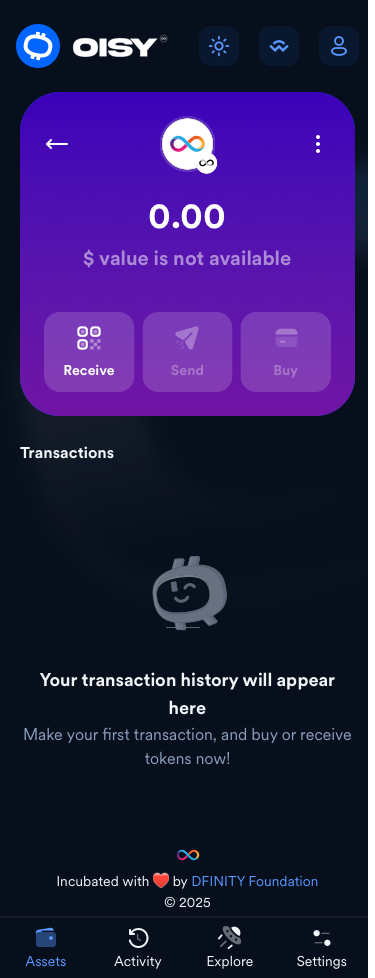 OISY
0.00
$ value is not available
Receive
Send
Buy
Transactions
Your transaction history will appear
here
Make your first transaction, and buy or receive
tokens now!
Incubated with ❤️ by DFINITY Foundation
© 2025
Assets
Activity
Explore
Settings